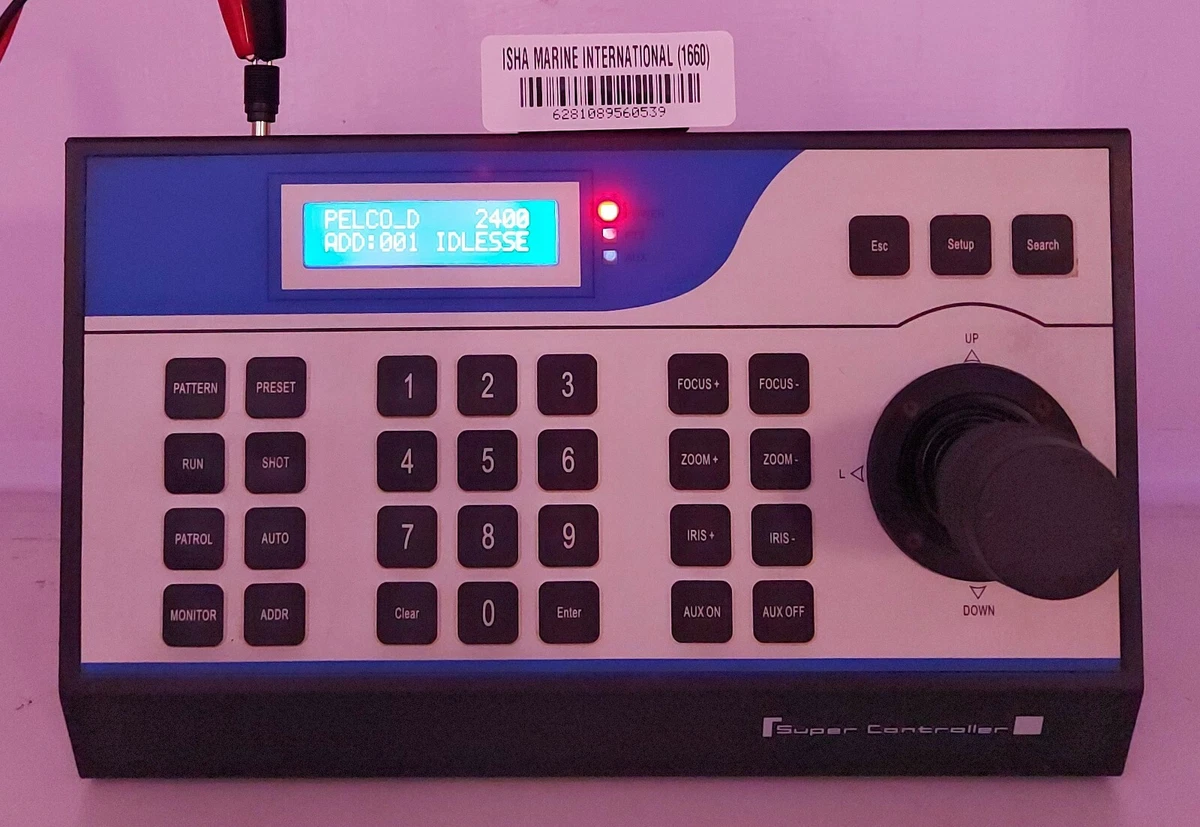 ISHA MARINE INTERNATIONAL (1660)
6281089560539
PELCO_D 2400
ADD:001 IDLESSE
Esc Setup Search
UP
PATTERN PRESET 1 2 3 FOCUS + FOCUS -
RUN SHOT 4 5 6 ZOOM + ZOOM - L
PATROL AUTO 7 8 9 IRIS + IRIS -
MONITOR ADDR Clear 0 Enter AUX ON AUX OFF
DOWN
Super Controller